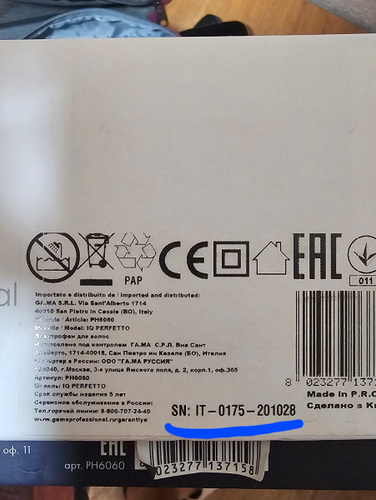 al
PAP
CE
EAC
011
Importato e distribuito da / Imported and distributed:
GA.MA S.R.L. Via Sant'Alberto 1714
40018 San Pietro in Casale (BO), Italy
Article: PH6060
Model: IQ PERFETTO
фен для волос
под контролем ГА.МА С.Р.Л. Виа Сант
Альберто, 1714-40018, Сан Пиетро ин Казале (БО), Италия
в России: ООО "ГА.МА РУССИЯ"
г.Москва, 3-я улица Ямского поля, д. 2, корп.1, оф.305
Артикул: PH6060
Модель: IQ PERFETTO
Срок службы изделия 5 лет
Сервисное обслуживание в России:
Тел.горячей линии: 8-800-707-24-40
www.gamaprofessional.ru/garantiya
8 023277 137
Made in P.R.C
Сделано в К
SN: IT-0175-201028
оф. 11
EAC
арт. PH6060
023277 137158